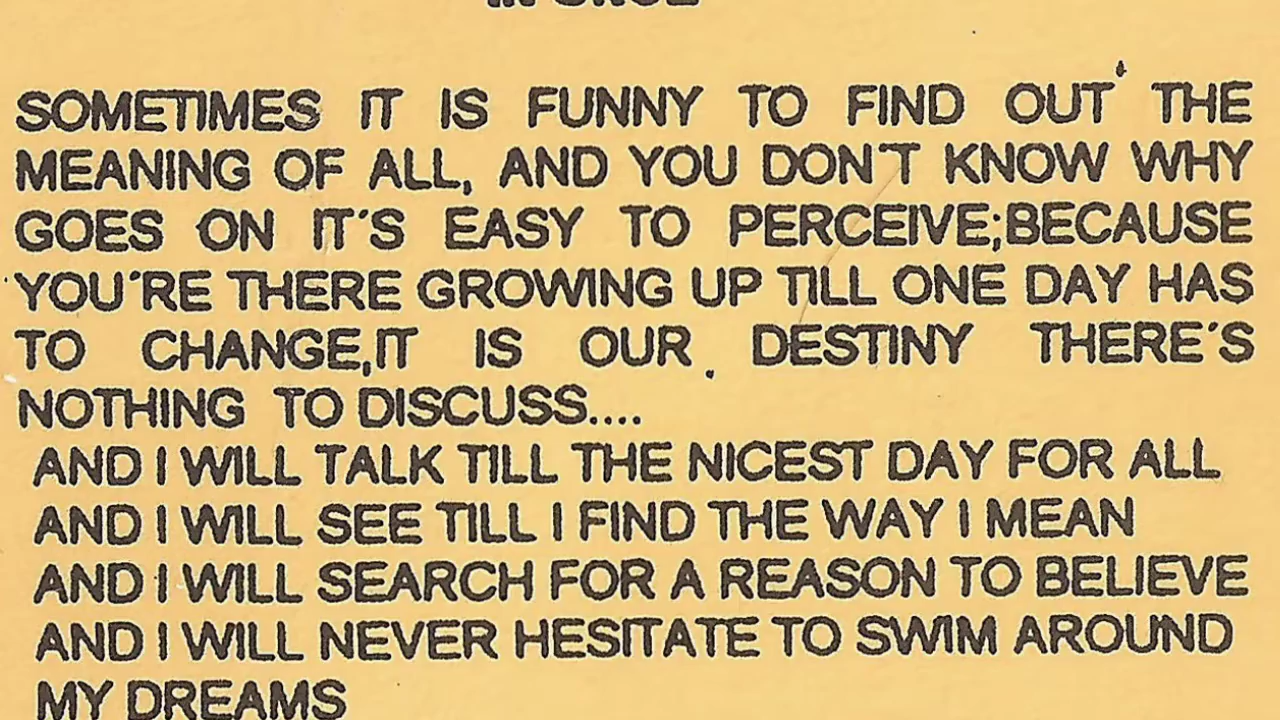 SOMETIMES IT IS FUNNY TO FIND OUT THE
MEANING OF ALL, AND YOU DON´T KNOW WHY
GOES ON IT´S EASY TO PERCEIVE;BECAUSE
YOU´RE THERE GROWING UP TILL ONE DAY HAS
TO CHANGE,IT IS OUR DESTINY THERE´S
NOTHING TO DISCUSS....
AND I WILL TALK TILL THE NICEST DAY FOR ALL
AND I WILL SEE TILL I FIND THE WAY I MEAN
AND I WILL SEARCH FOR A REASON TO BELIEVE
AND I WILL NEVER HESITATE TO SWIM AROUND
MY DREAMS